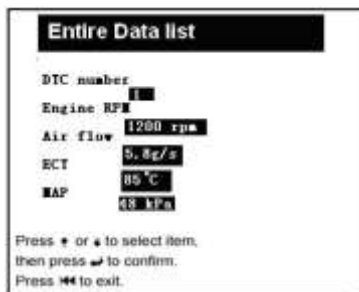 Entire Data list
DTC number
1
Engine RPM
1200 rpm
Air flow
5.8g/s
ECT
85°C
MAP
48 kPa
Press ▲ or ▼ to select item,
then press ↵ to confirm.
Press ⏮ to exit.